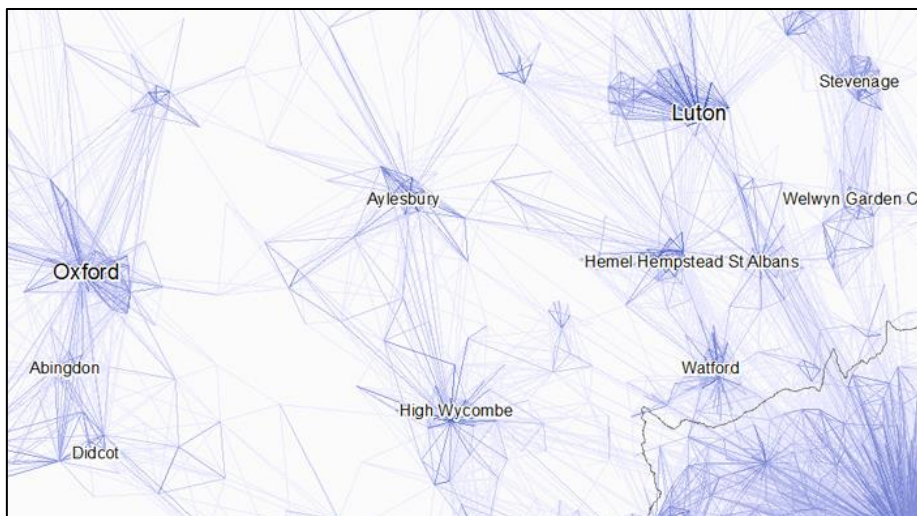 Stevenage
Luton
Aylesbury
Welwyn Garden C
Oxford
Hemel Hempstead St Albans
Abingdon
Watford
High Wycombe
Didcot